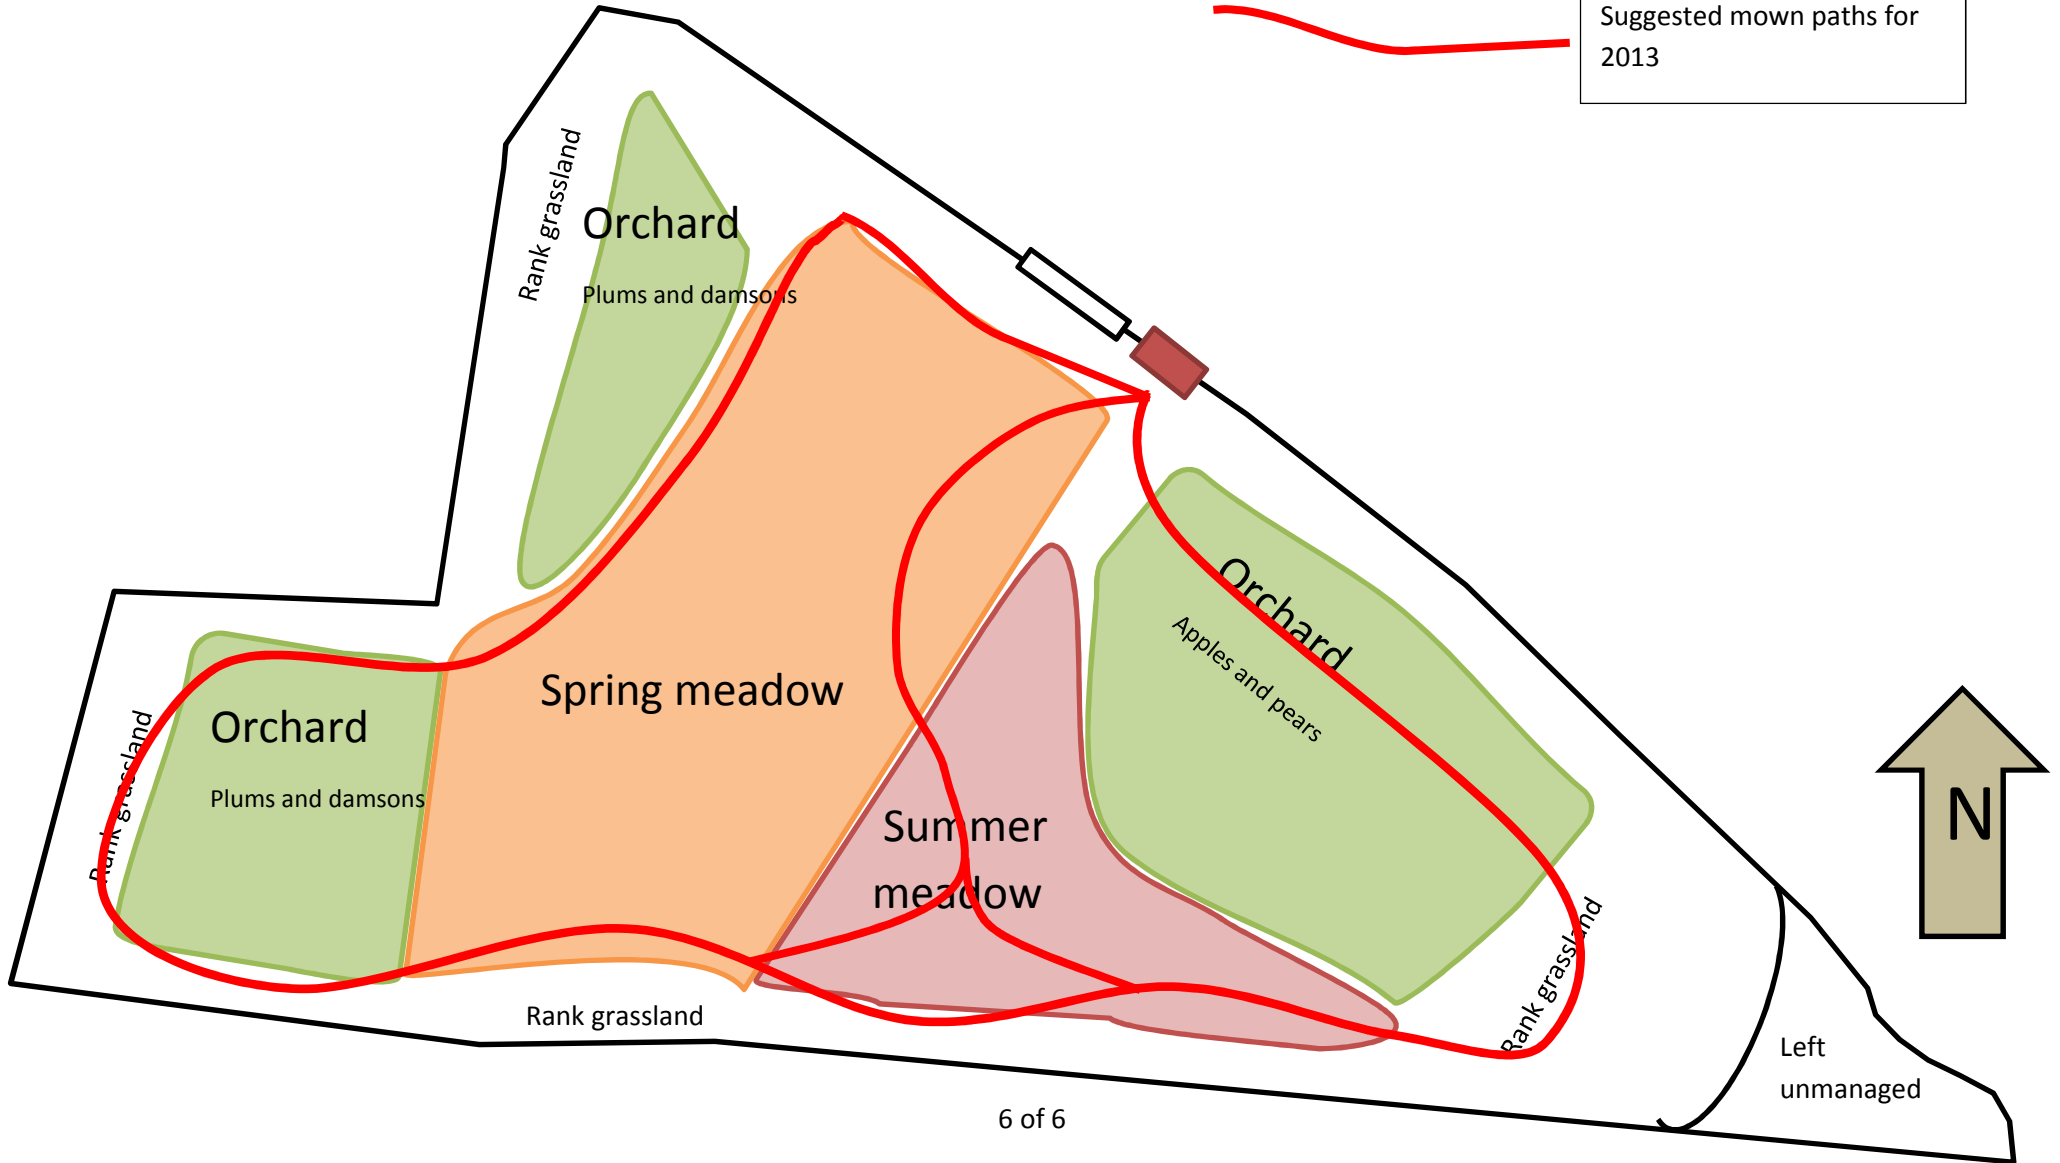 Suggested mown paths for
2013
Rank grassland
Orchard
Plums and damsons
Orchard
Apples and pears
Spring meadow
Orchard
Plums and damsons
Rank grassland
Summer
meadow
N
Rank grassland
Rank grassland
Left
unmanaged
6 of 6